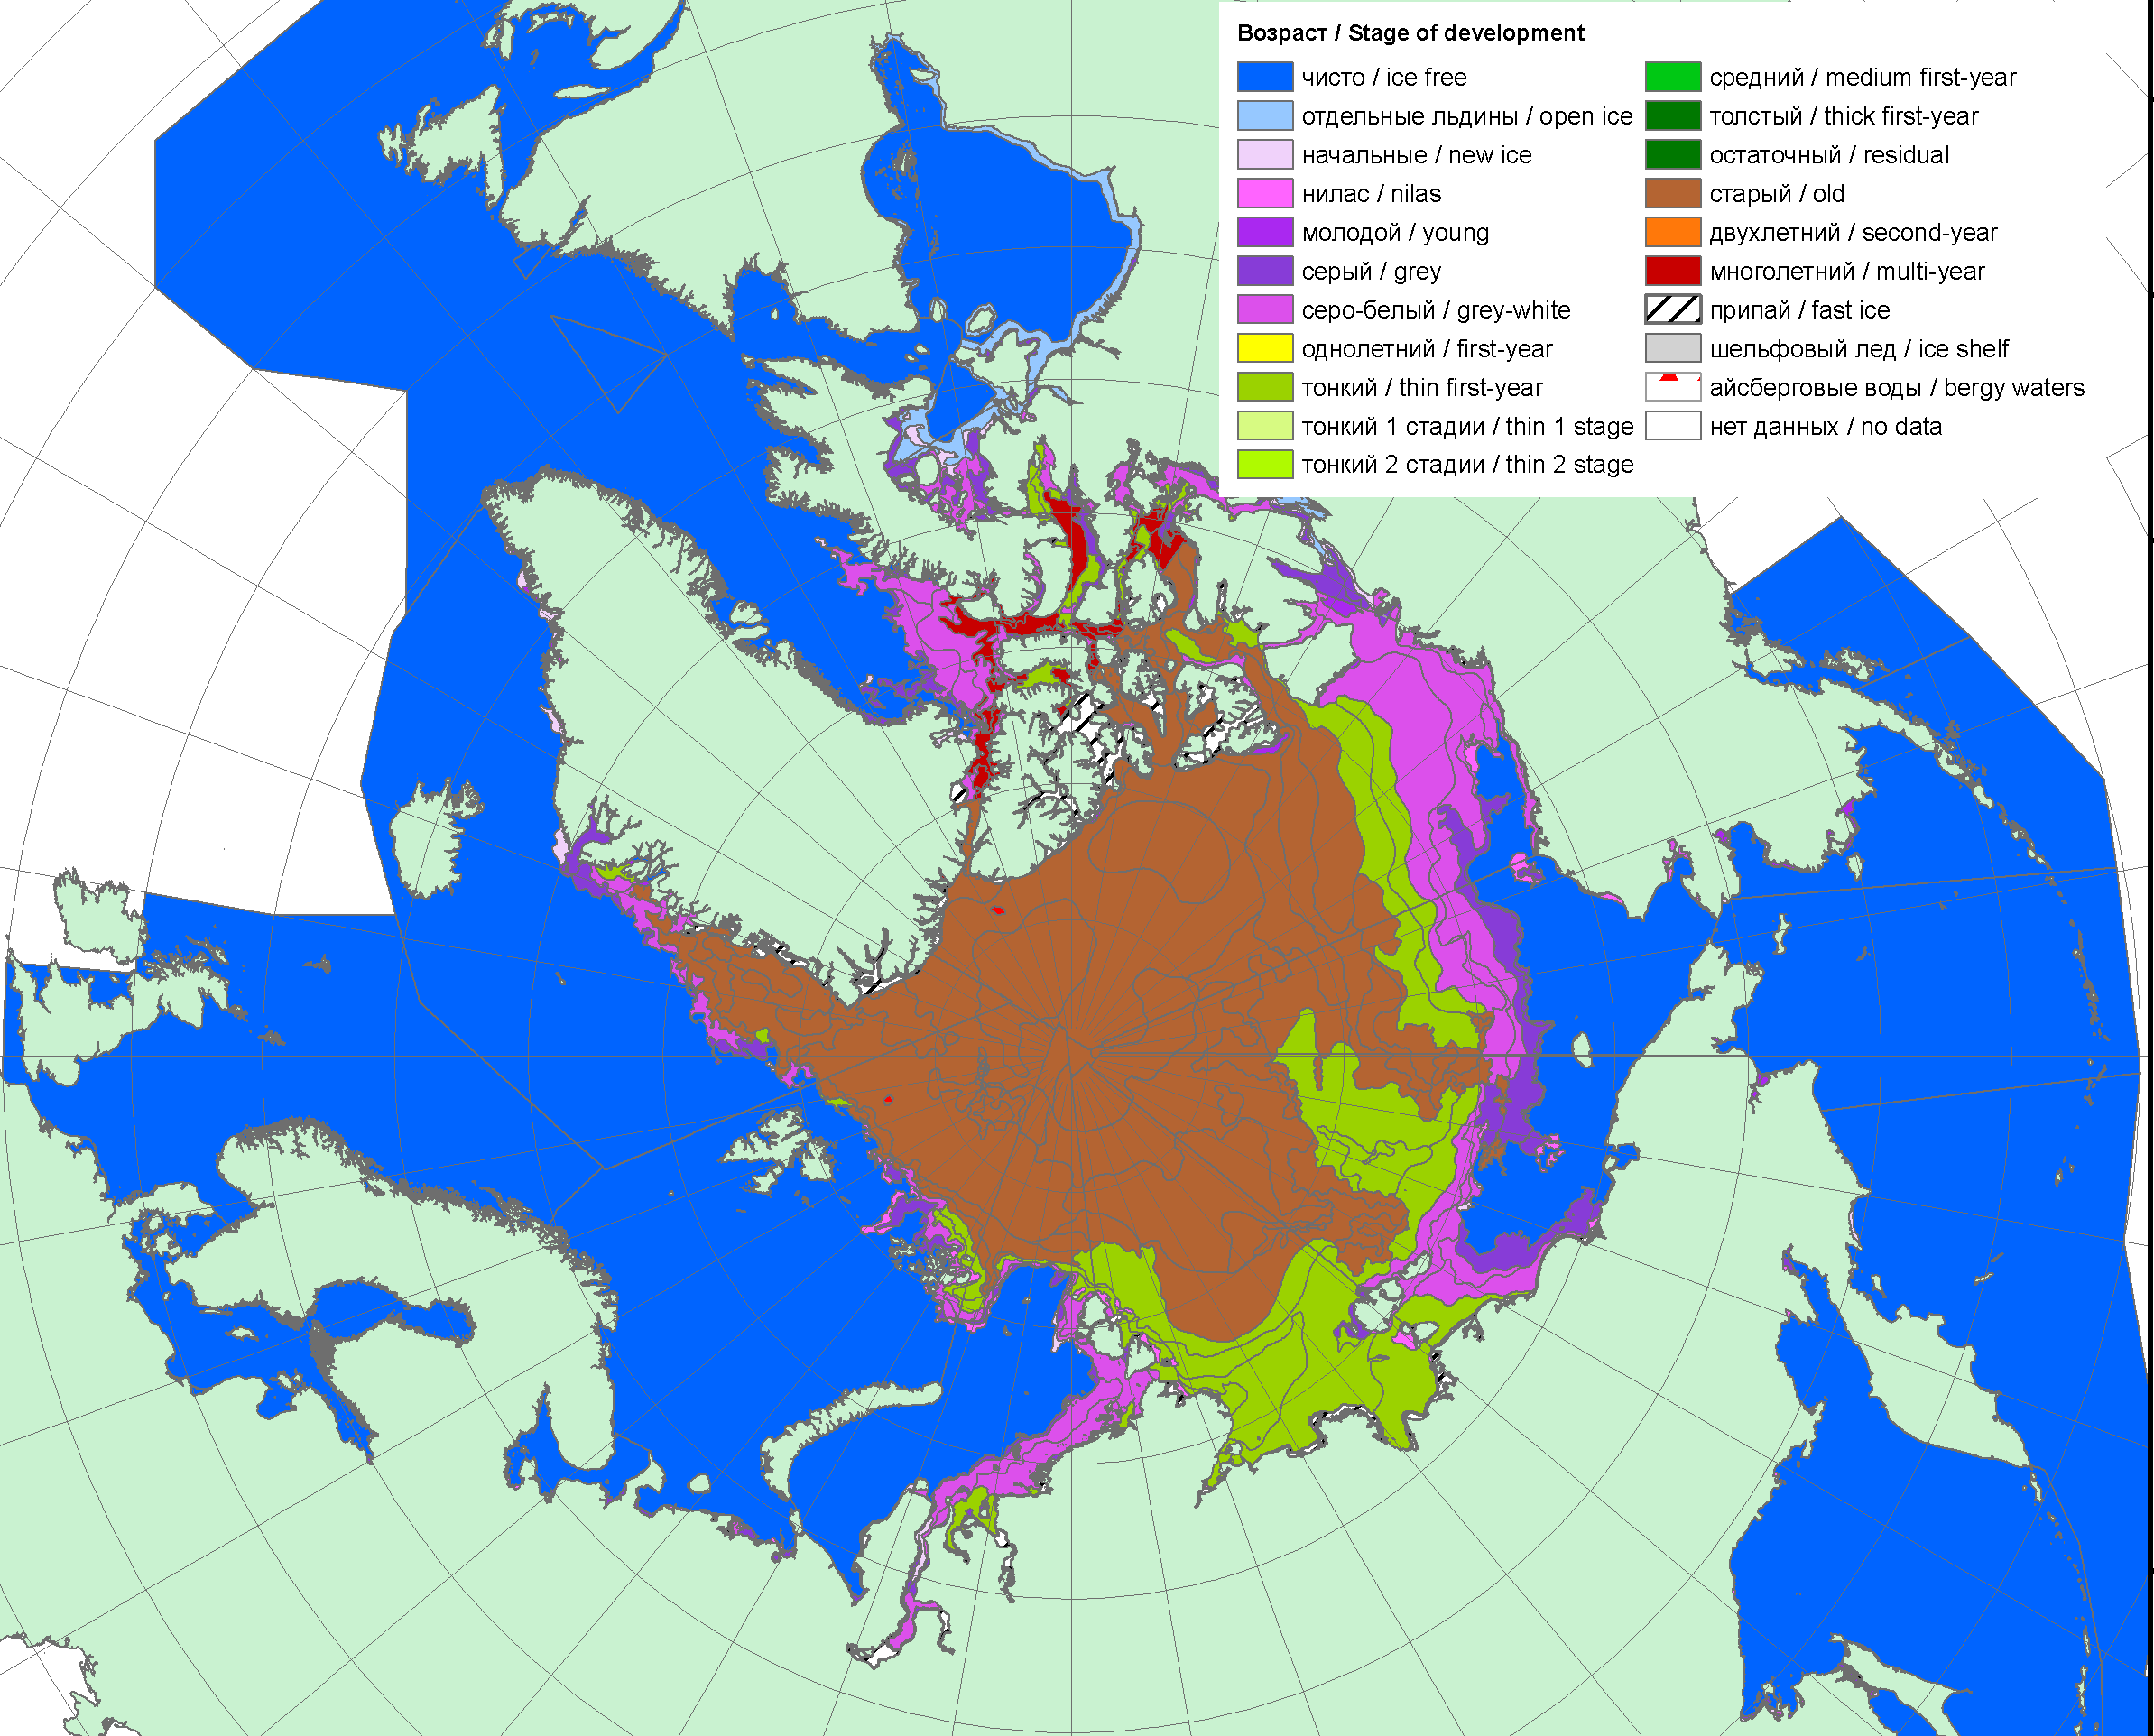 Возраст / Stage of development
чисто / ice free
отдельные льдины / open ice
начальные / new ice
нилас / nilas
молодой / young
серый / grey
серо-белый / grey-white
однолетний / first-year
тонкий / thin first-year
тонкий 1 стадии / thin 1 stage
тонкий 2 стадии / thin 2 stage
средний / medium first-year
толстый / thick first-year
остаточный / residual
старый / old
двухлетний / second-year
многолетний / multi-year
припай / fast ice
шельфовый лед / ice shelf
айсберговые воды / bergy waters
нет данных / no data